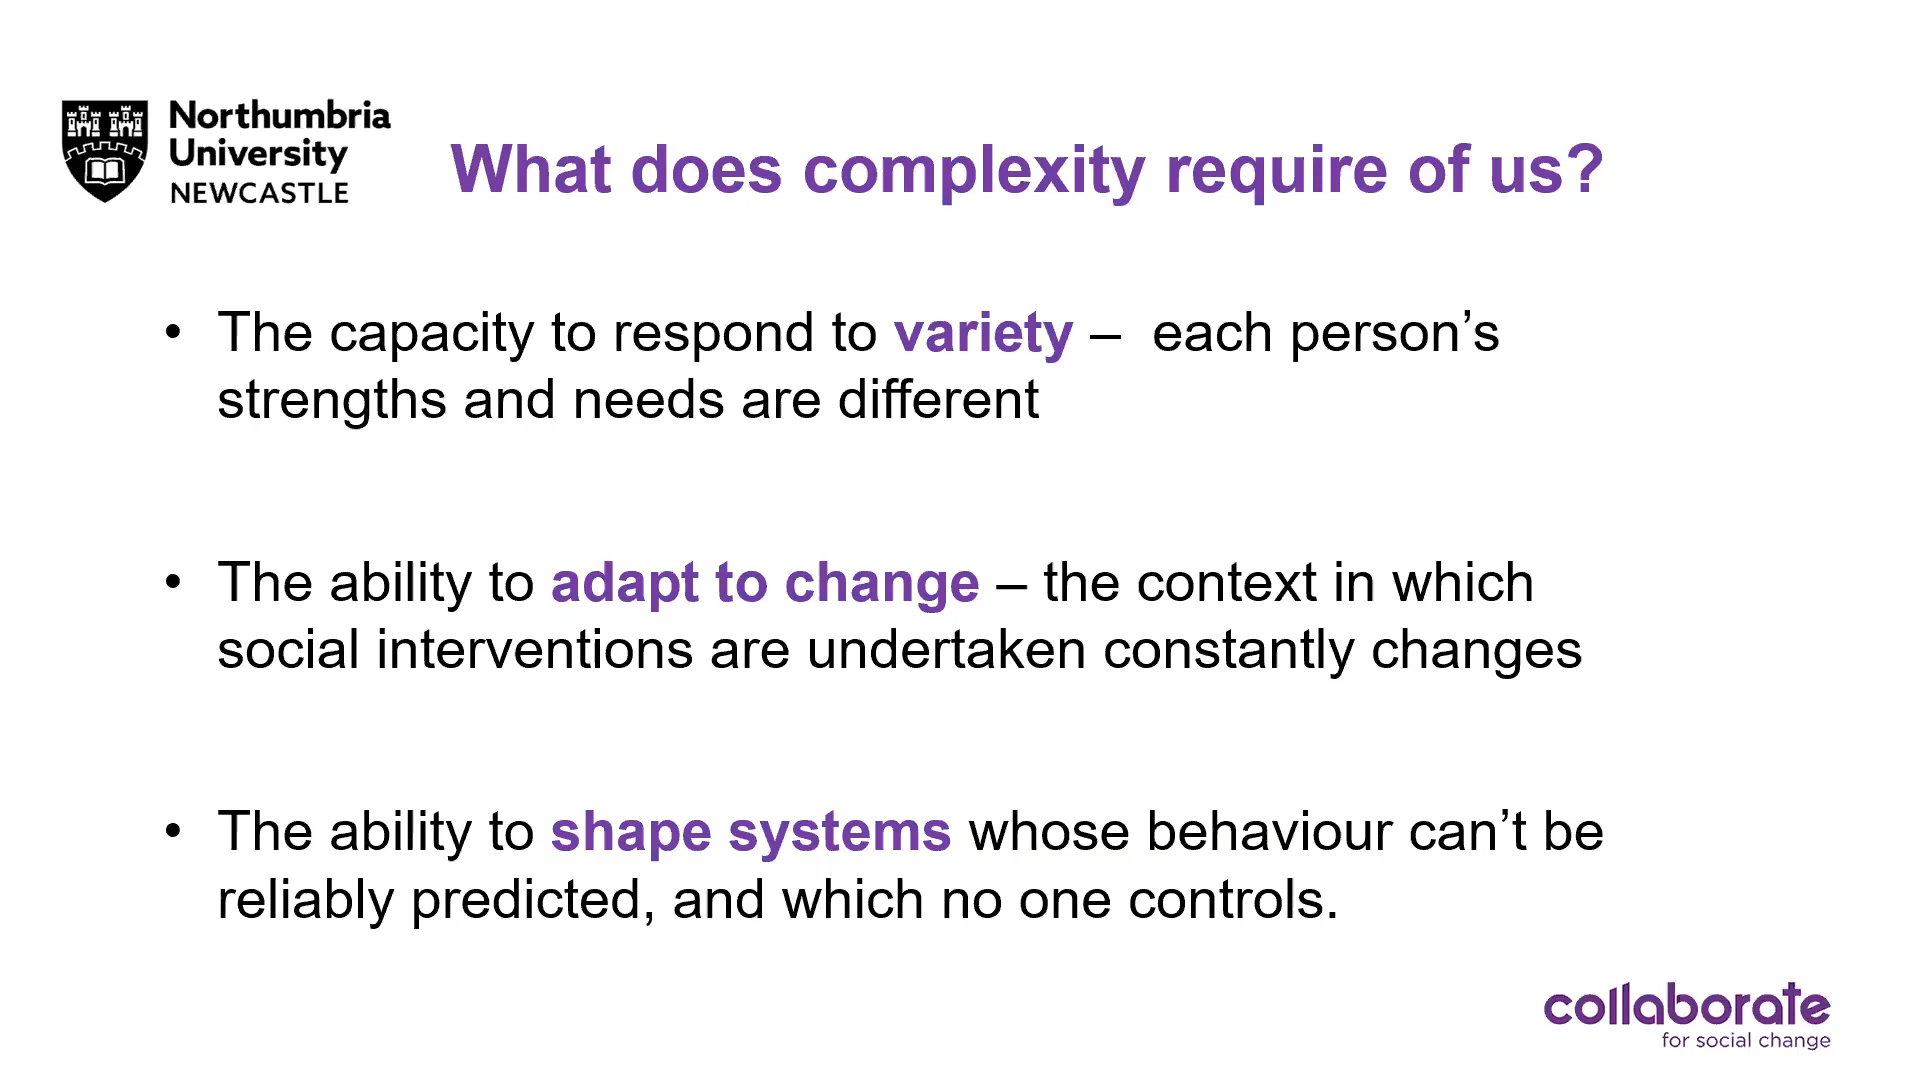 Northumbria
University
NEWCASTLE
What does complexity require of us?
• The capacity to respond to variety – each person’s
strengths and needs are different
• The ability to adapt to change – the context in which
social interventions are undertaken constantly changes
• The ability to shape systems whose behaviour can’t be
reliably predicted, and which no one controls.
collaborate
for social change